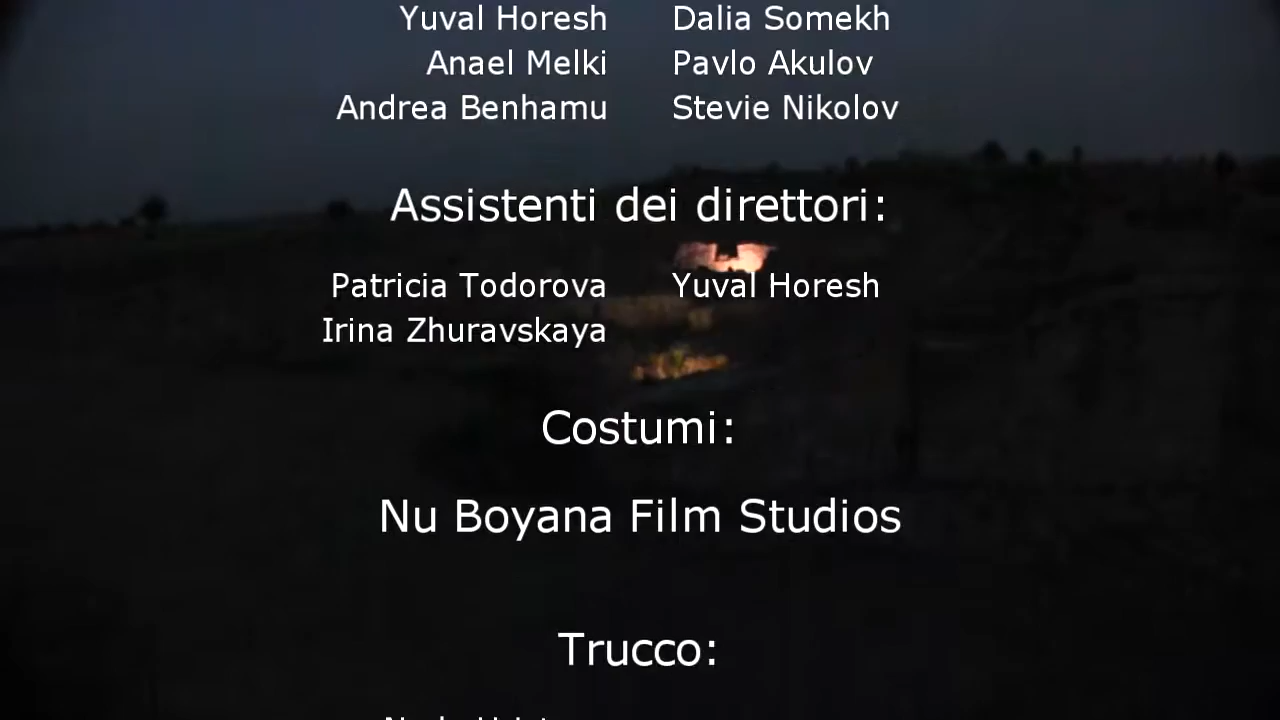 Yuval Horesh Dalia Somekh
Anael Melki Pavlo Akulov
Andrea Benhamu Stevie Nikolov
Assistenti dei direttori:
Patricia Todorova Yuval Horesh
Irina Zhuravskaya
Costumi:
Nu Boyana Film Studios
Trucco: